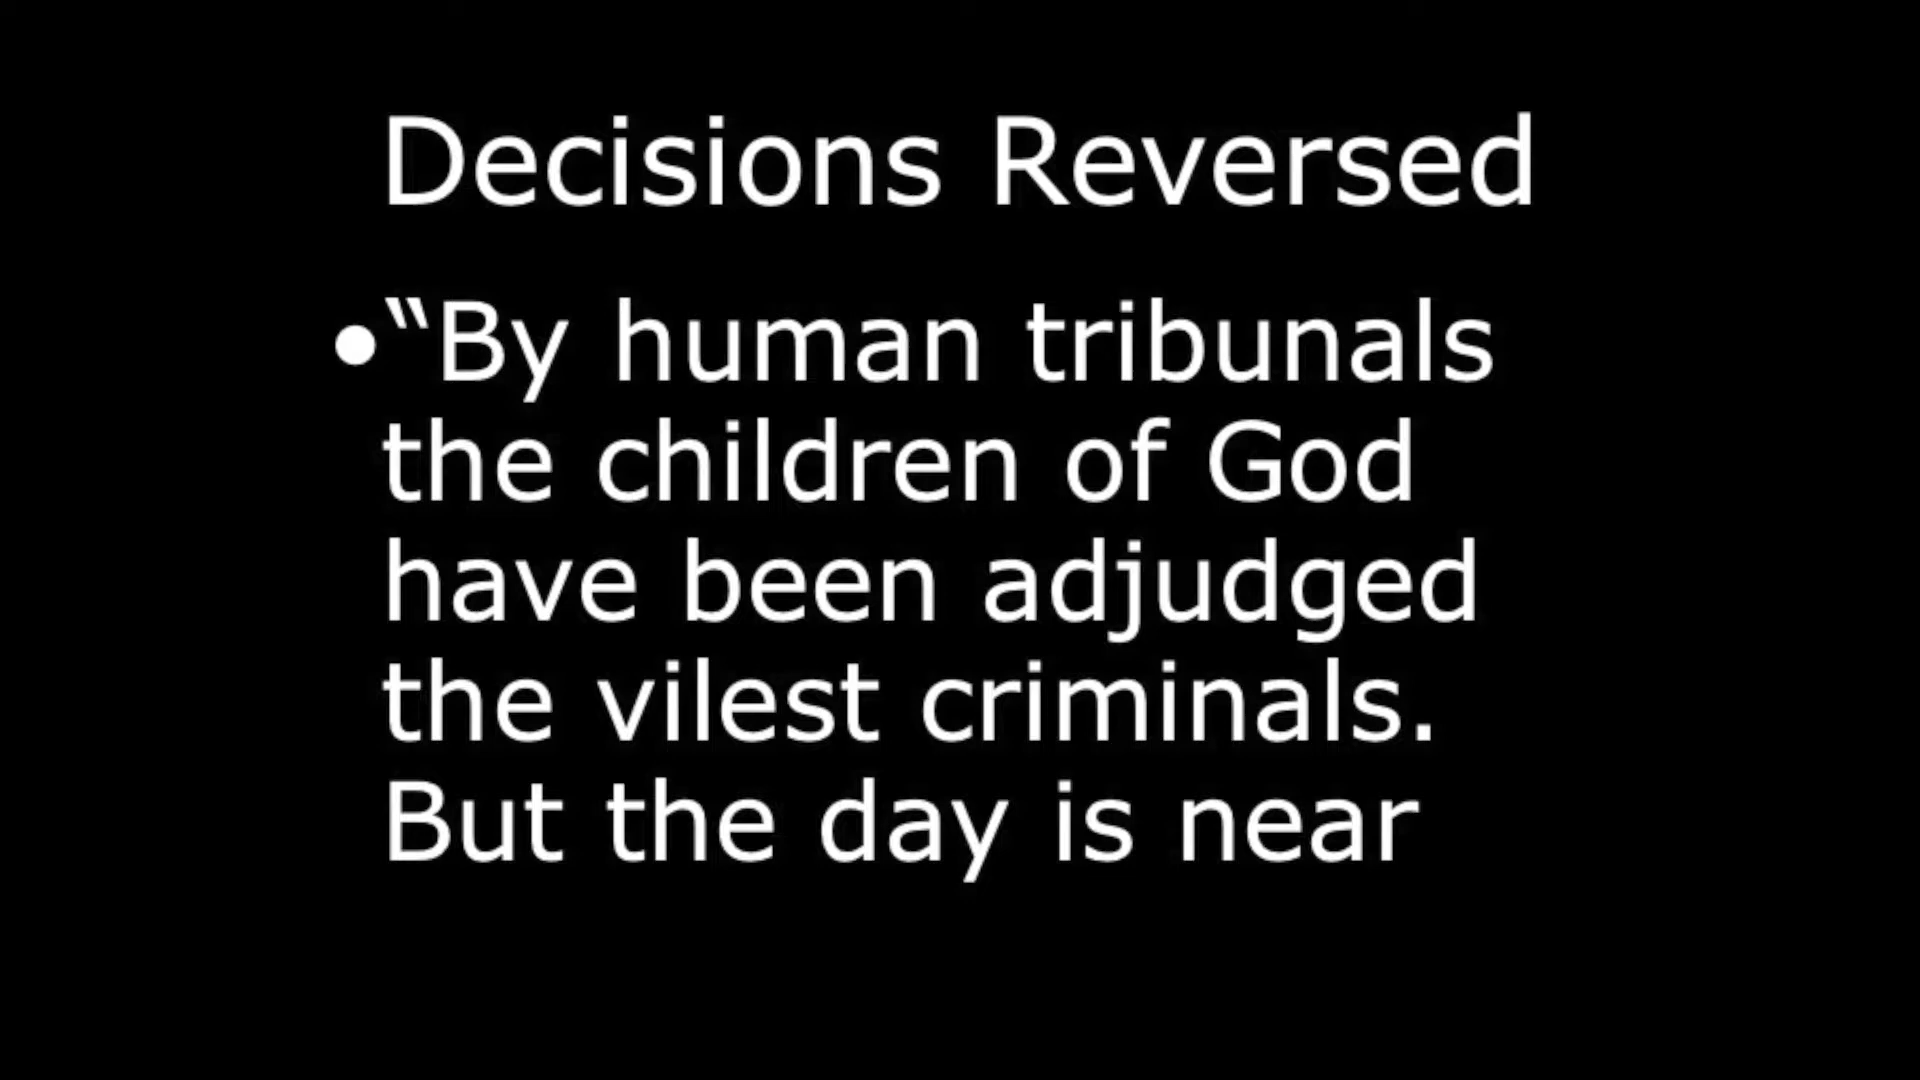 Decisions Reversed
•“By human tribunals
the children of God
have been adjudged
the vilest criminals.
But the day is near